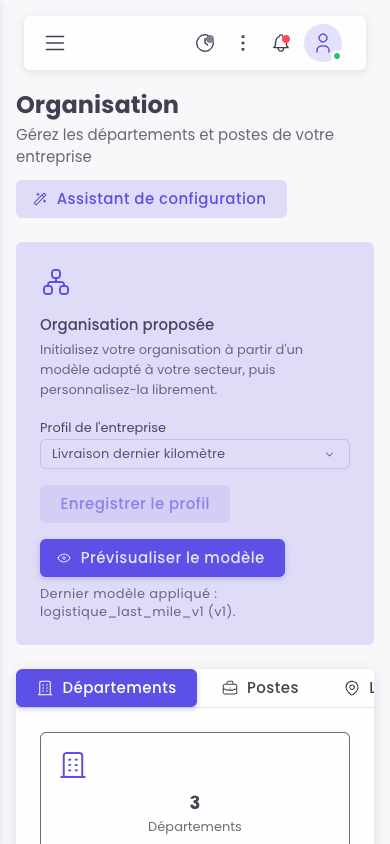 Organisation
Gérez les départements et postes de votre
entreprise
Assistant de configuration
Organisation proposée
Initialisez votre organisation à partir d'un
modèle adapté à votre secteur, puis
personnalisez-la librement.
Profil de l'entreprise
Livraison dernier kilomètre
Enregistrer le profil
Prévisualiser le modèle
Dernier modèle appliqué :
logistique_last_mile_v1 (v1).
Départements
Postes
3
Départements